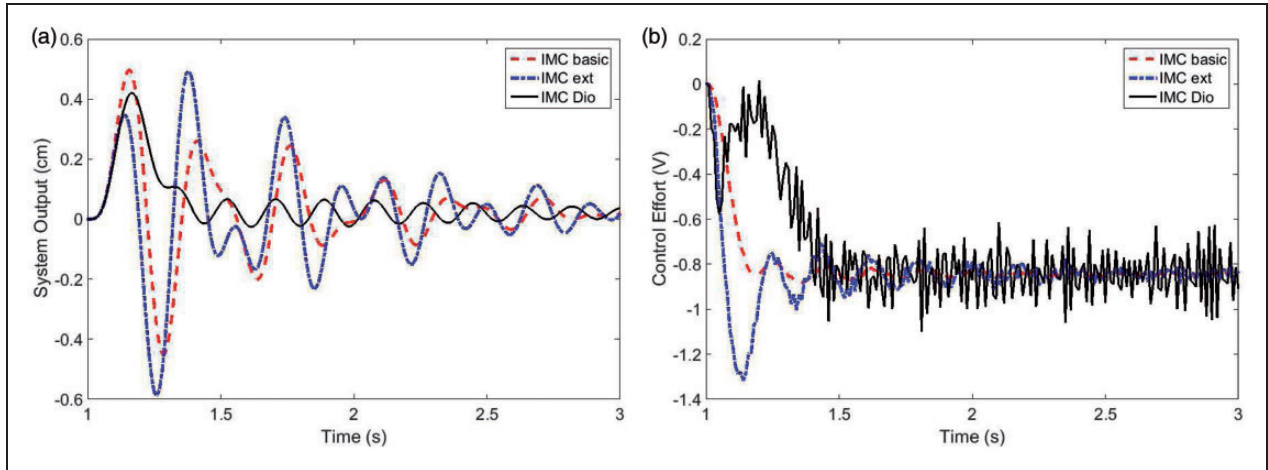 (a)
0.6
0.4
0.2
0
-0.2
-0.4
-0.6
System Output (cm)
IMC basic
IMC ext
IMC Dio
1
1.5
2
2.5
3
Time (s)
(b)
0.2
0
-0.2
-0.4
-0.6
-0.8
-1
-1.2
-1.4
Control Effort (V)
IMC basic
IMC ext
IMC Dio
1
1.5
2
2.5
3
Time (s)